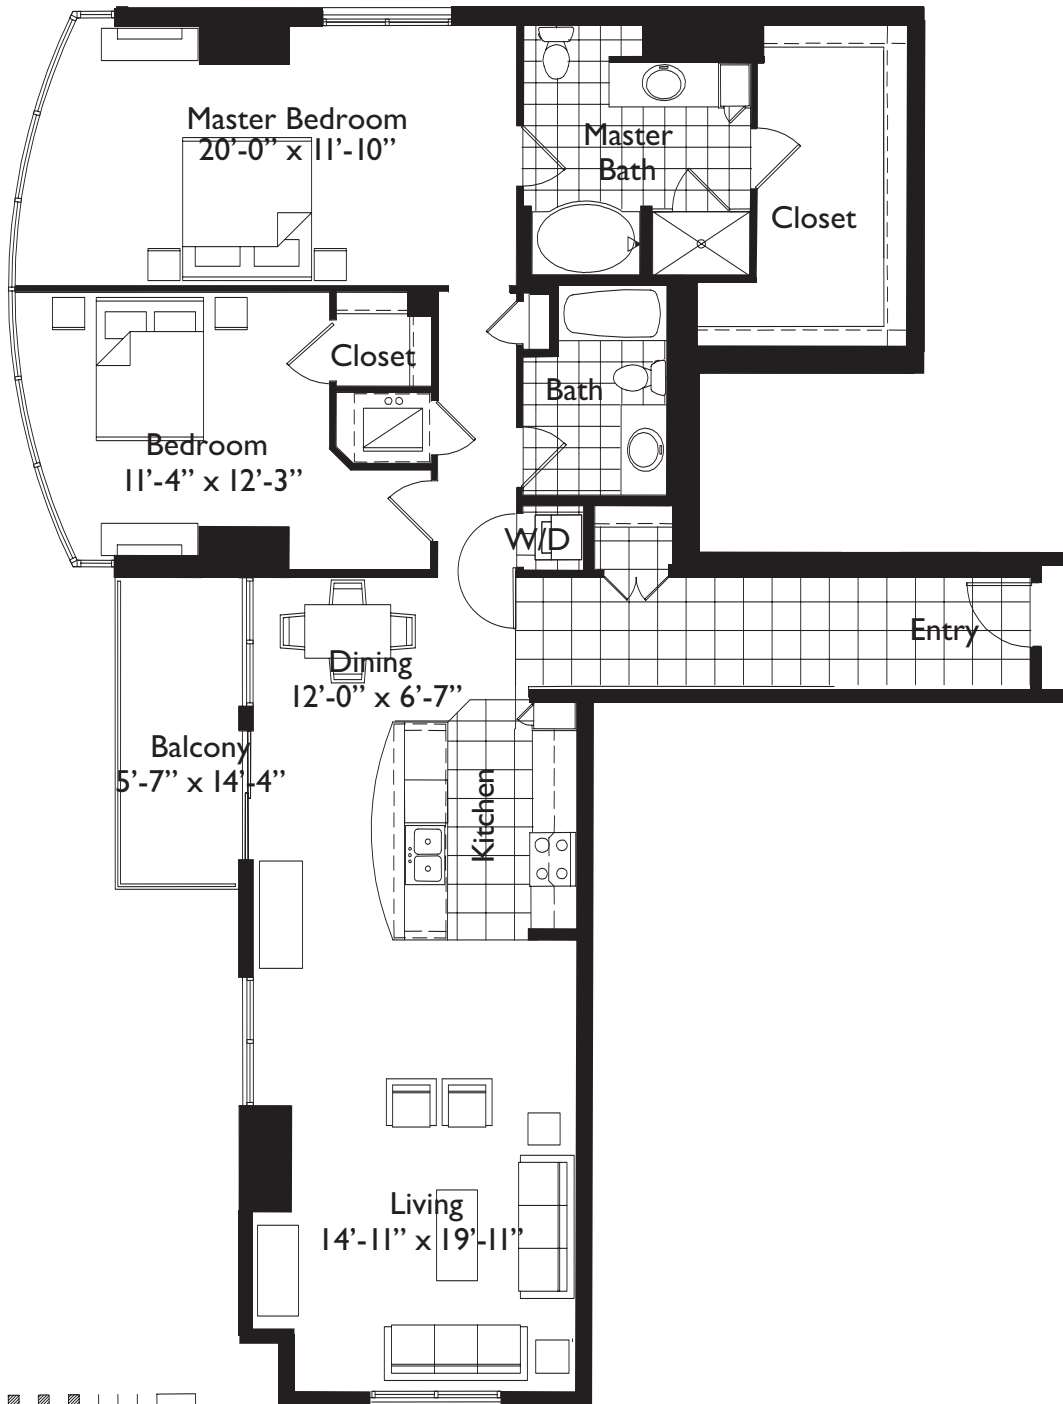 Master Bedroom
20’-0” x 11’-10”
Master
Bath
Closet
Closet
Bath
Bedroom
11’-4” x 12’-3”
W/D
Entry
Dining
12’-0” x 6’-7”
Balcony
5’-7” x 14’-4”
Kitchen
Living
14’-11” x 19’-11”